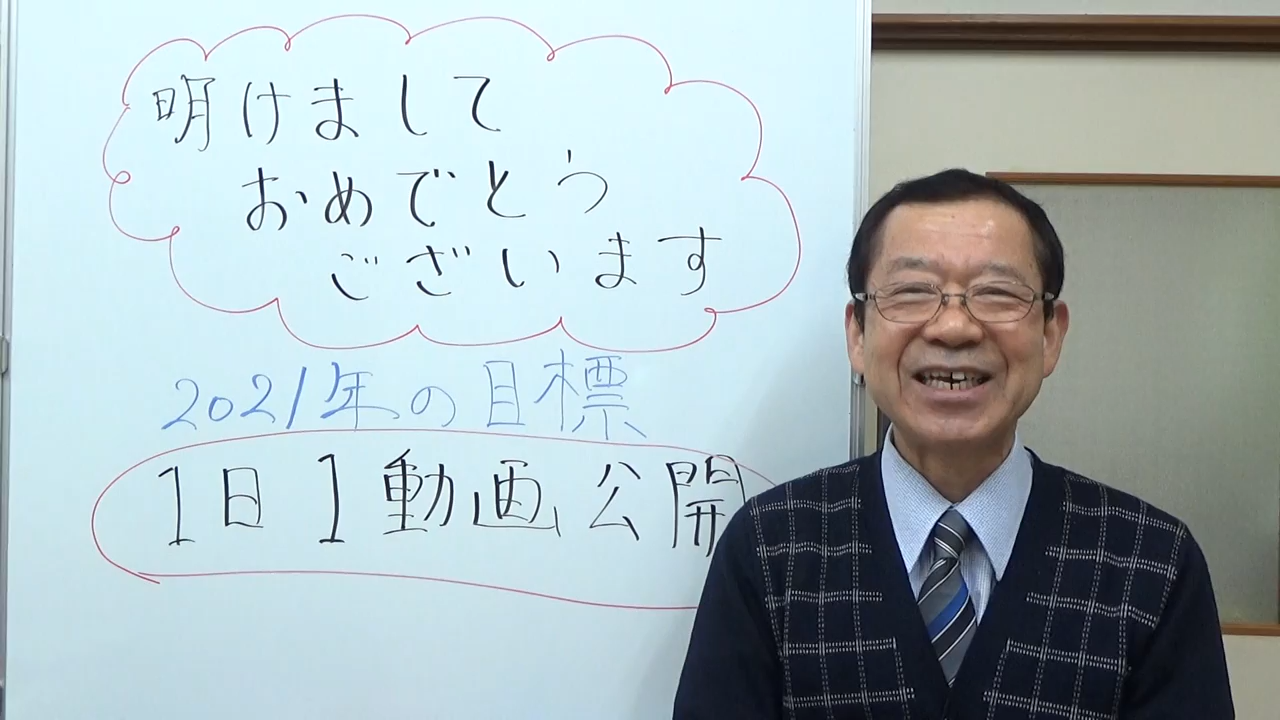 明けまして
おめでとう
ございます
2021年の目標
1日1動画公開